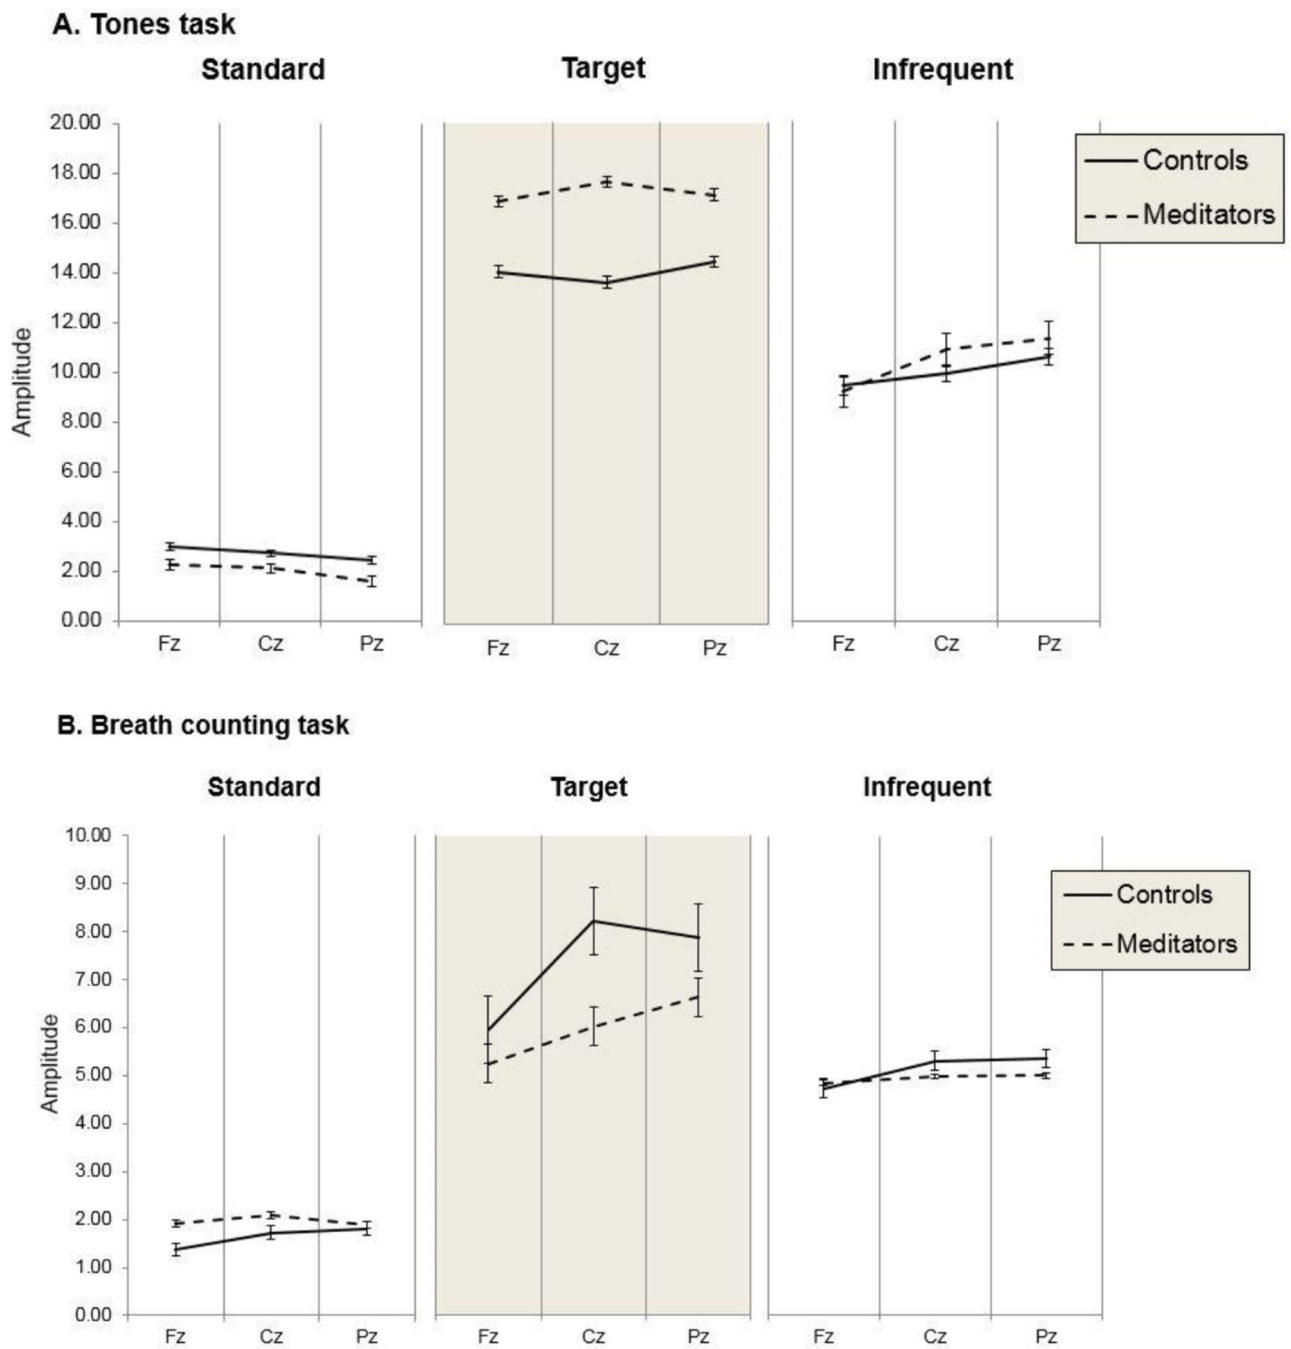 A. Tones task
Standard Target Infrequent
20.00
18.00
16.00
14.00
12.00
10.00
8.00
6.00
4.00
2.00
0.00
Amplitude
Controls
Meditators
Fz Cz Pz Fz Cz Pz Fz Cz Pz
B. Breath counting task
Standard Target Infrequent
10.00
9.00
8.00
7.00
6.00
5.00
4.00
3.00
2.00
1.00
0.00
Amplitude
Controls
Meditators
Fz Cz Pz Fz Cz Pz Fz Cz Pz